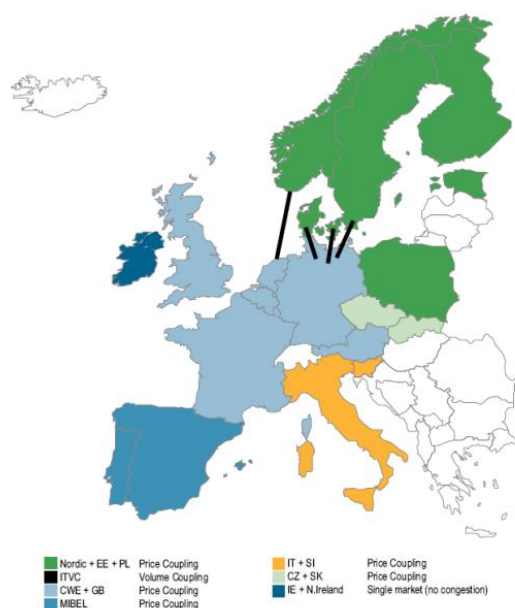 Nordic + EE + PL Price Coupling
ITVC Volume Coupling
CWE + GB Price Coupling
MIBEL Price Coupling
IT + SI Price Coupling
CZ + SK Price Coupling
IE + N.Ireland Single market (no congestion)